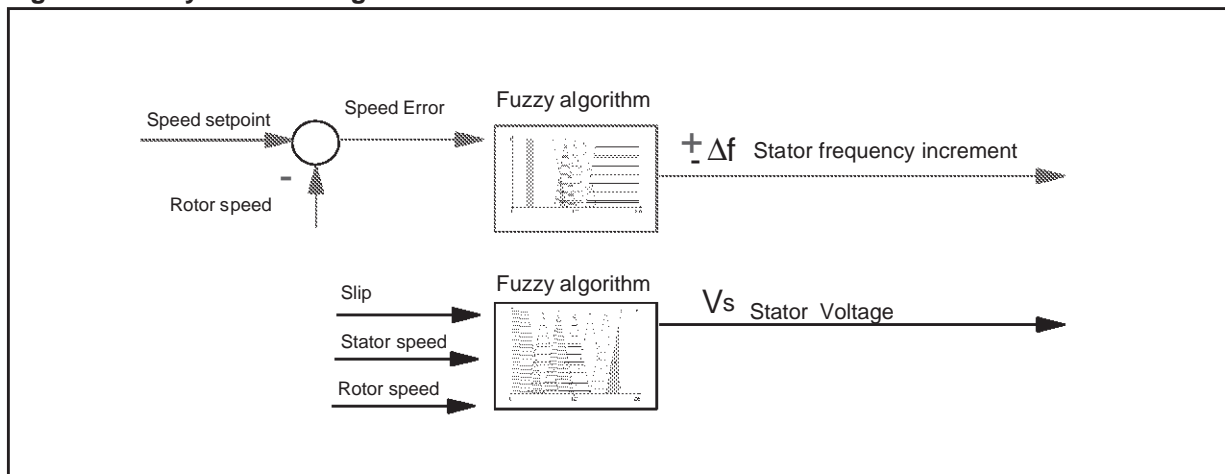 Speed setpoint
Speed Error
Fuzzy algorithm
+
- Δf Stator frequency increment
-
Rotor speed
Slip
Fuzzy algorithm
Vs Stator Voltage
Stator speed
Rotor speed